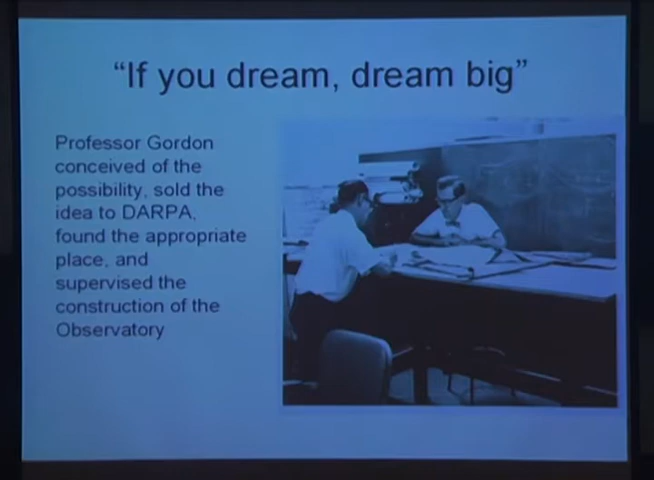 “If you dream, dream big”
Professor Gordon
conceived of the
possibility, sold the
idea to DARPA,
found the appropriate
place, and
supervised the
construction of the
Observatory